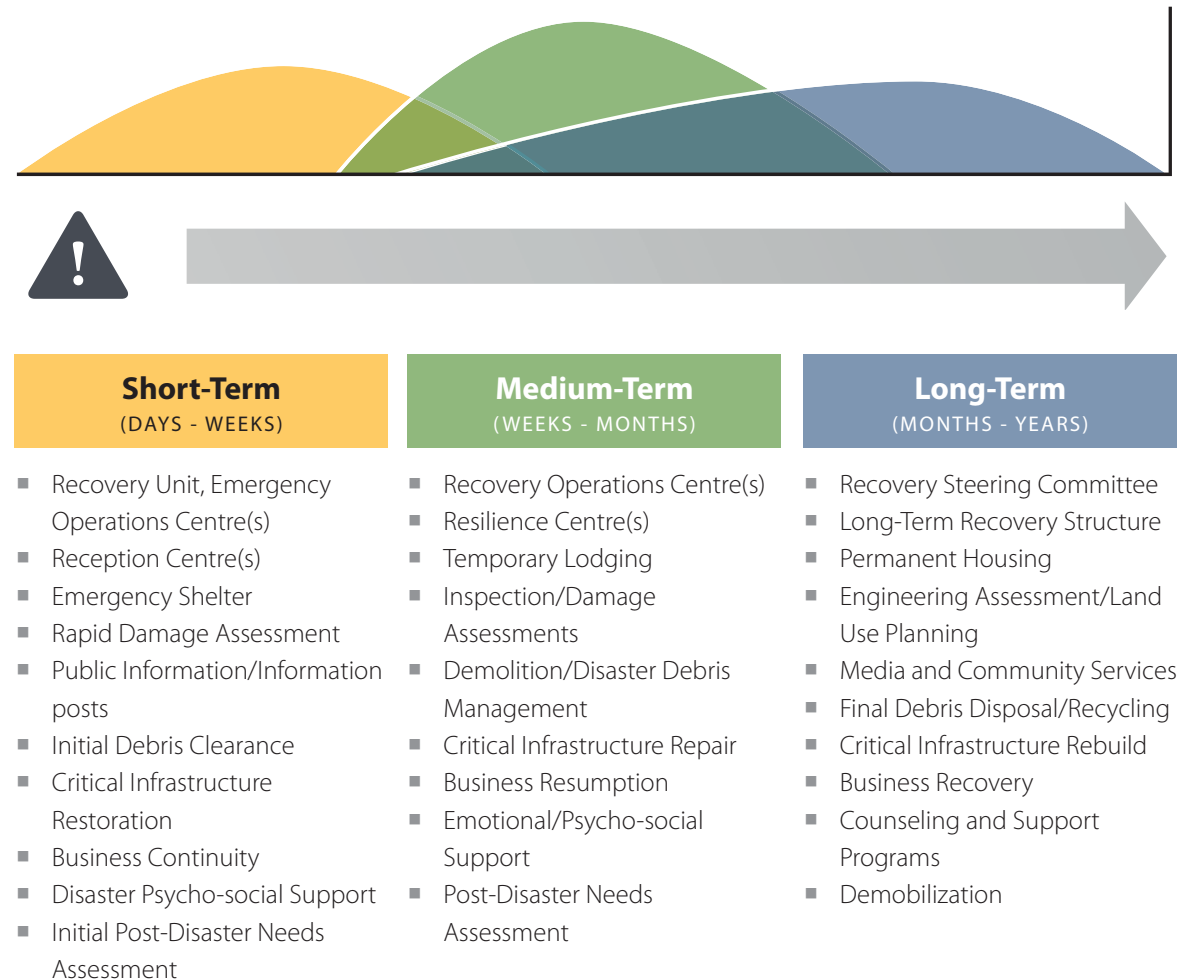 !
Short-Term
(DAYS - WEEKS)
■ Recovery Unit, Emergency
Operations Centre(s)
■ Reception Centre(s)
■ Emergency Shelter
■ Rapid Damage Assessment
■ Public Information/Information
posts
■ Initial Debris Clearance
■ Critical Infrastructure
Restoration
■ Business Continuity
■ Disaster Psycho-social Support
■ Initial Post-Disaster Needs
Assessment
Medium-Term
(WEEKS - MONTHS)
■ Recovery Operations Centre(s)
■ Resilience Centre(s)
■ Temporary Lodging
■ Inspection/Damage
Assessments
■ Demolition/Disaster Debris
Management
■ Critical Infrastructure Repair
■ Business Resumption
■ Emotional/Psycho-social
Support
■ Post-Disaster Needs
Assessment
Long-Term
(MONTHS - YEARS)
■ Recovery Steering Committee
■ Long-Term Recovery Structure
■ Permanent Housing
■ Engineering Assessment/Land
Use Planning
■ Media and Community Services
■ Final Debris Disposal/Recycling
■ Critical Infrastructure Rebuild
■ Business Recovery
■ Counseling and Support
Programs
■ Demobilization